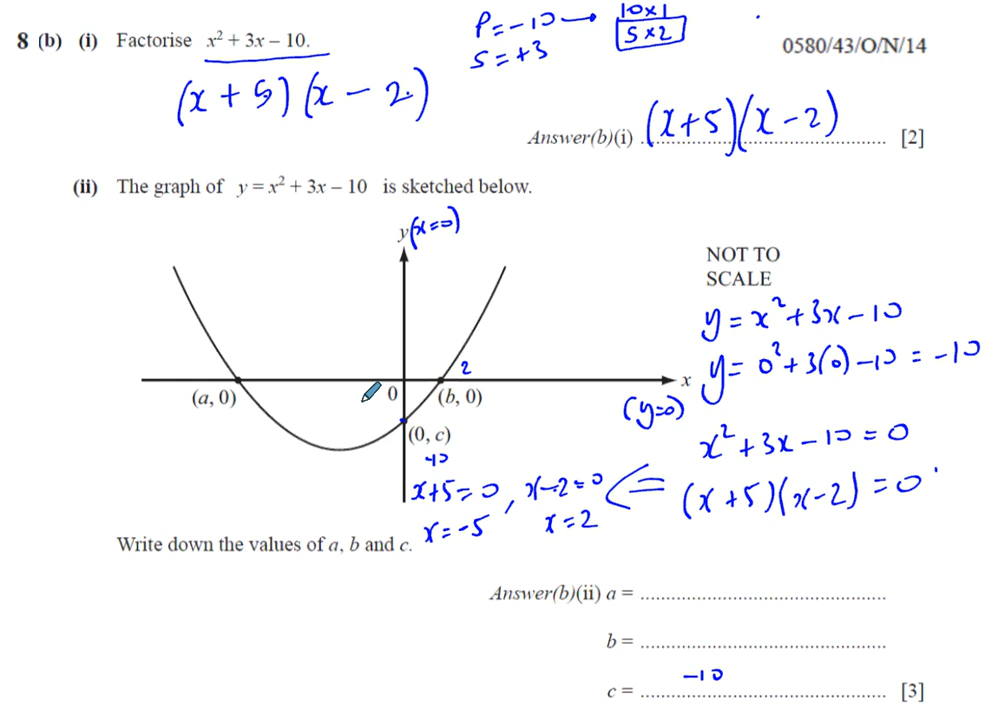 P = -10 → 10 x 1
8 (b) (i) Factorise x² + 3x – 10.
5 x 2
S = +3
0580/43/O/N/14
(x + 5) (x - 2)
Answer(b)(i) (x+5)(x-2) [2]
(ii) The graph of y = x² + 3x – 10 is sketched below.
y (x=0)
NOT TO
SCALE
y = x² + 3x - 10
y = 0² + 3(0) - 10 = -10
2
x
(a, 0) 0 (b, 0)
(y=0)
(0, c)
-10
x² + 3x - 10 = 0
x+5=0, x-2=0 ⇐ (x+5)(x-2) = 0
x = -5 x = 2
Write down the values of a, b and c.
Answer(b)(ii) a =
b =
c = -10 [3]